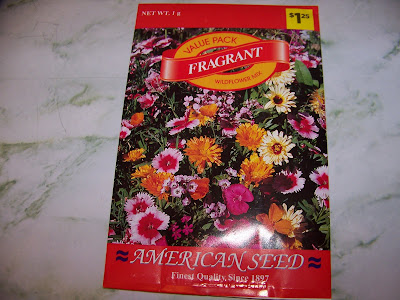 NET WT. 1 g
$1.25
VALUE PACK
FRAGRANT
WILDFLOWER MIX
AMERICAN SEED
Finest Quality, Since 1897